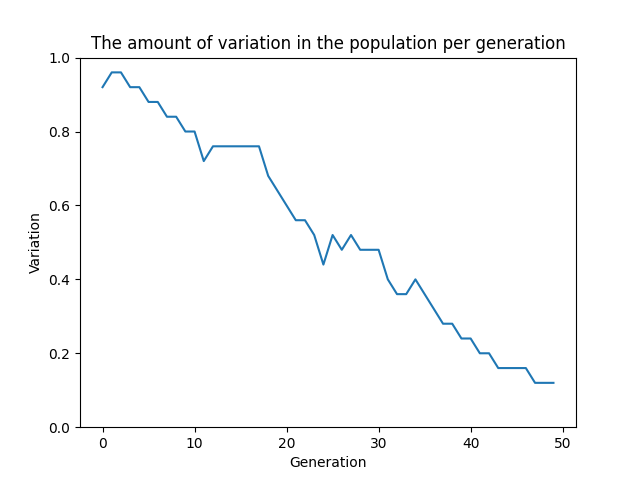 The amount of variation in the population per generation
1.0
0.8
0.6
0.4
0.2
0.0
Variation
0 10 20 30 40 50
Generation